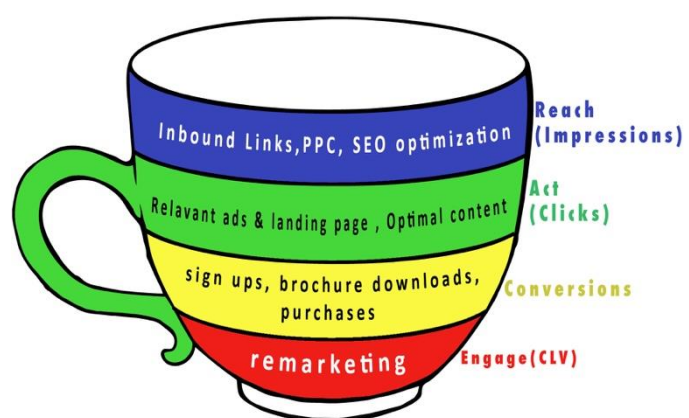 Inbound Links,PPC, SEO optimization
Reach
(Impressions)
Relavant ads & landing page , Optimal content
Act
(Clicks)
sign ups, brochure downloads,
purchases
Conversions
remarketing
Engage(CLV)